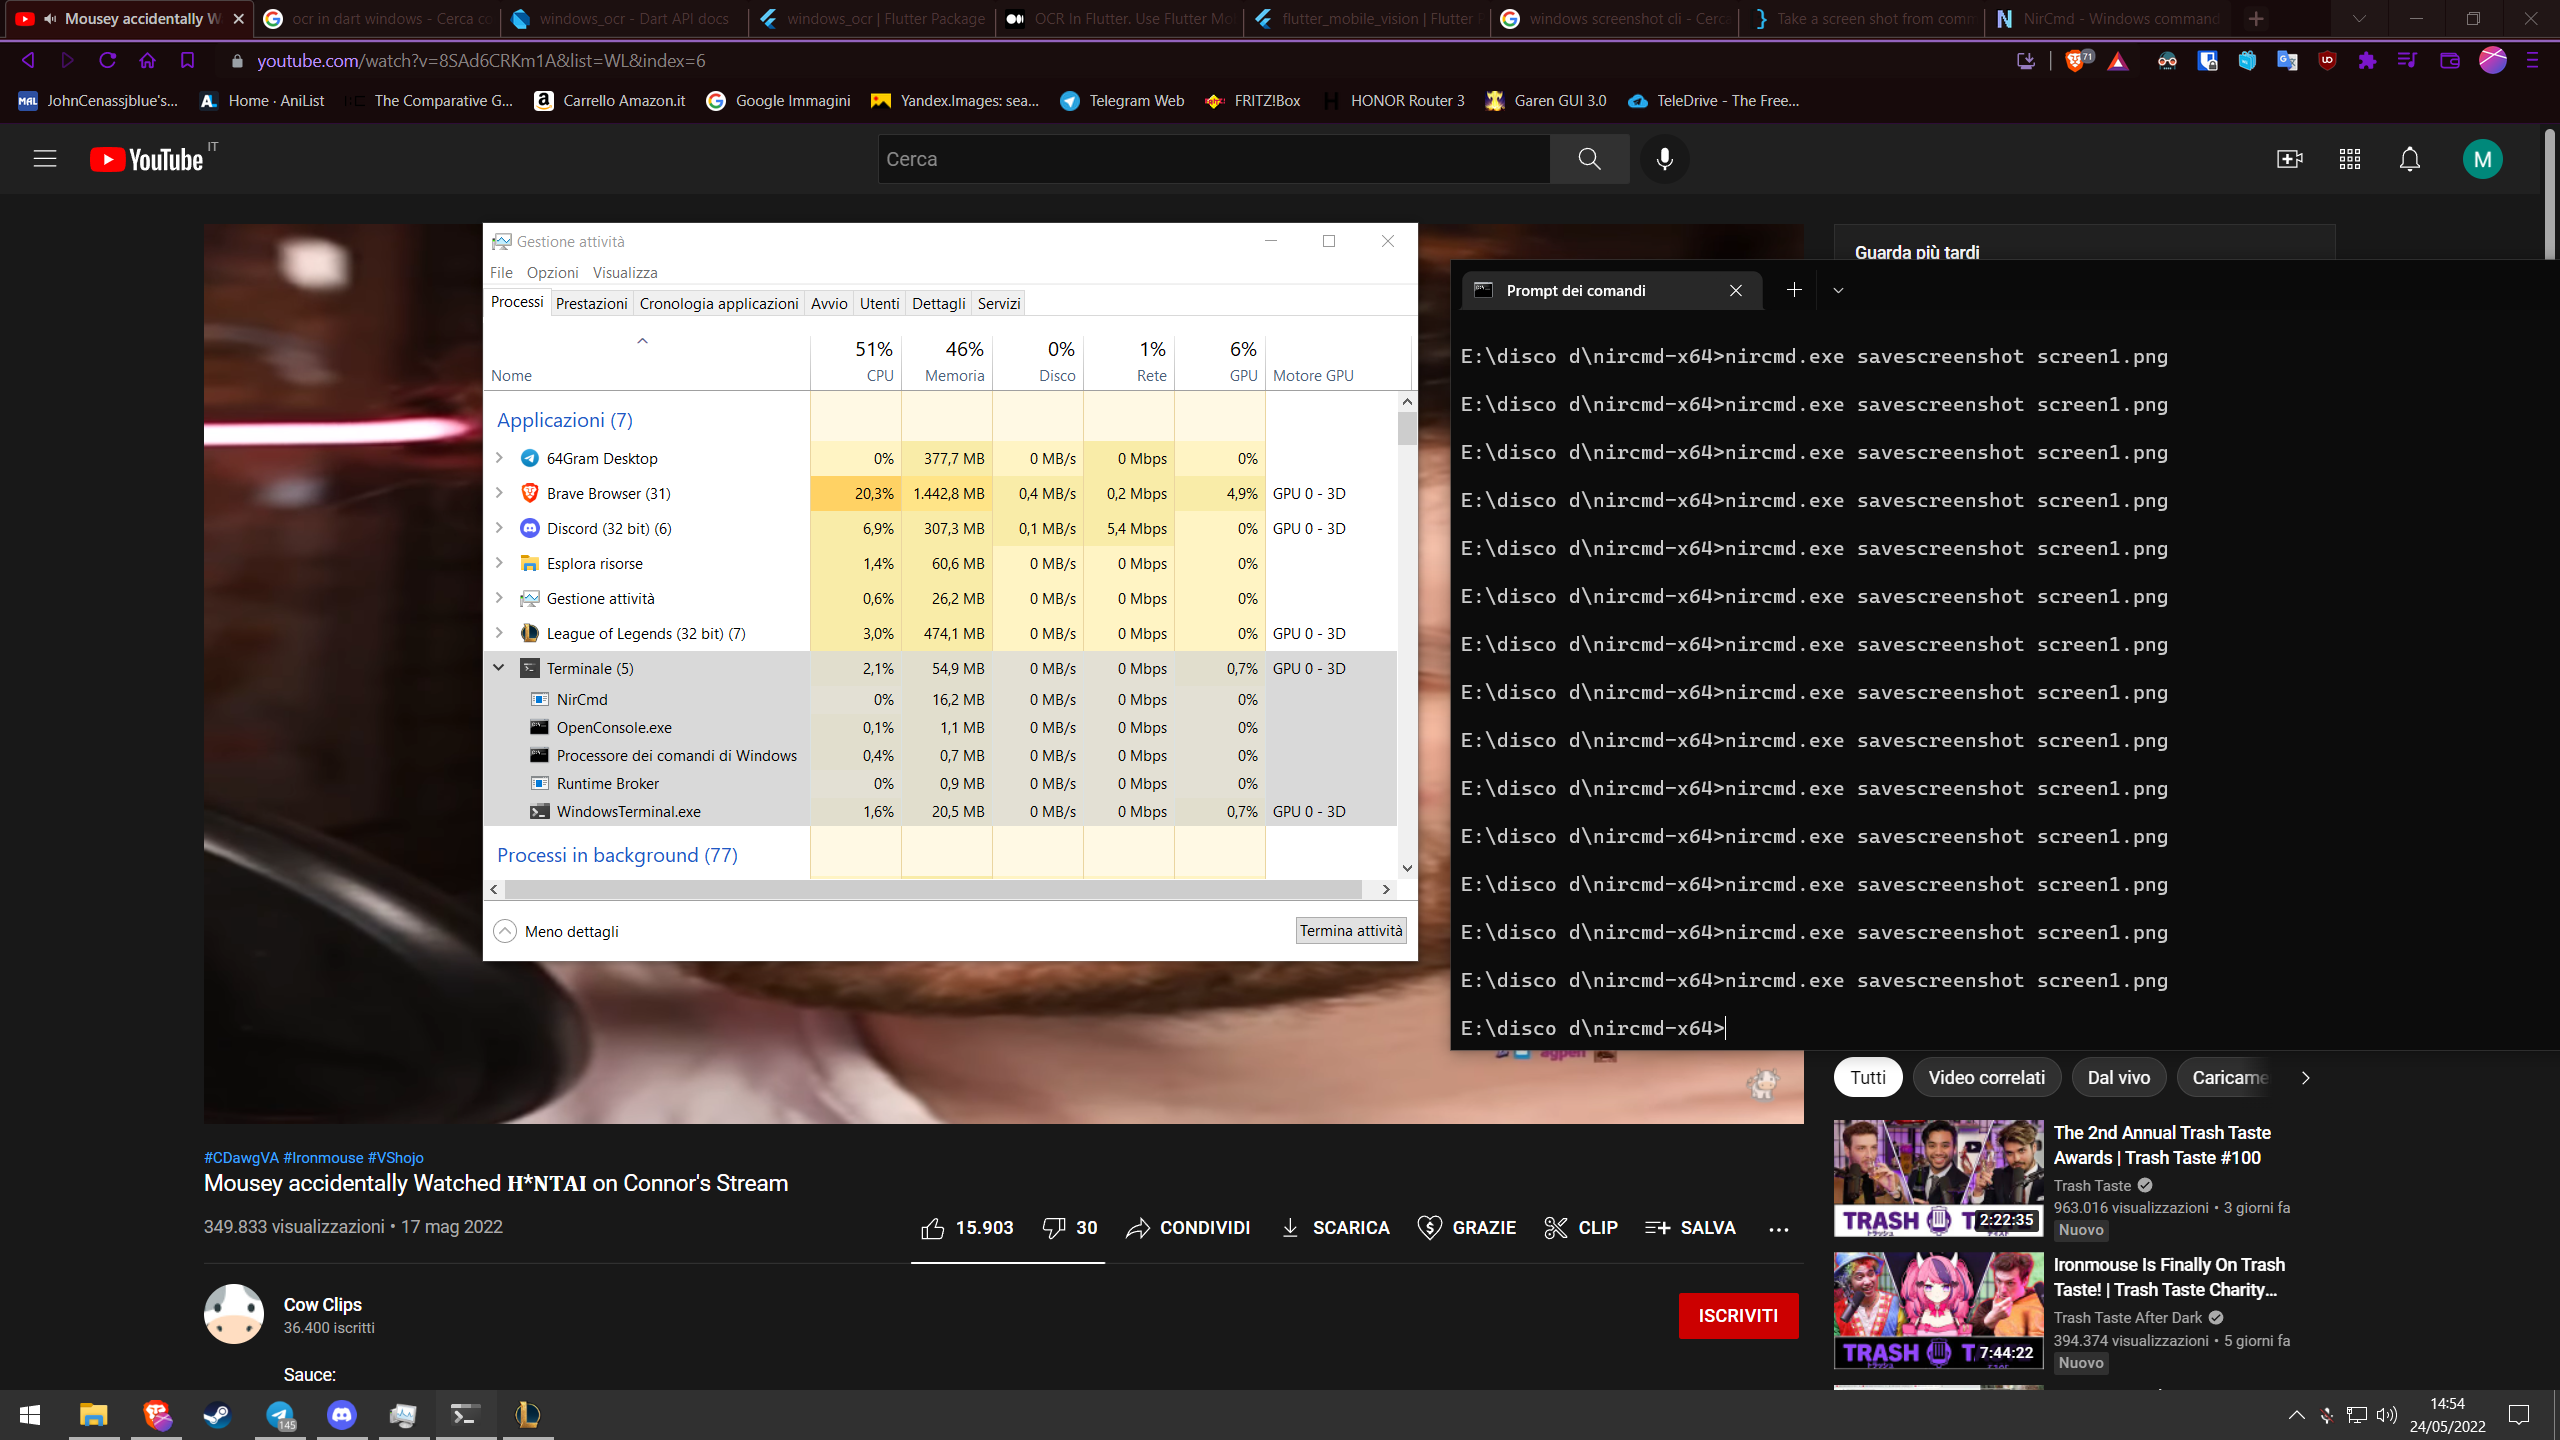 Mousey accidentally W
ocr in dart windows - Cerca co
windows_ocr - Dart API docs
windows_ocr | Flutter Package
OCR In Flutter. Use Flutter Mo
flutter_mobile_vision | Flutter P
windows screenshot cli - Cerca
Take a screen shot from comm
NirCmd - Windows command
youtube.com/watch?v=8SAd6CRKm1A&list=WL&index=6
71
MAL JohnCenassjblue's...
Home · AniList
The Comparative G...
Carrello Amazon.it
Google Immagini
Yandex.Images: sea...
Telegram Web
FRITZ!Box
HONOR Router 3
Garen GUI 3.0
TeleDrive - The Free...
YouTube IT
Cerca
M
Guarda più tardi
Gestione attività
File Opzioni Visualizza
Processi Prestazioni Cronologia applicazioni Avvio Utenti Dettagli Servizi
51% 46% 0% 1% 6%
Nome CPU Memoria Disco Rete GPU Motore GPU
Applicazioni (7)
64Gram Desktop 0% 377,7 MB 0 MB/s 0 Mbps 0%
Brave Browser (31) 20,3% 1.442,8 MB 0,4 MB/s 0,2 Mbps 4,9% GPU 0 - 3D
Discord (32 bit) (6) 6,9% 307,3 MB 0,1 MB/s 5,4 Mbps 0% GPU 0 - 3D
Esplora risorse 1,4% 60,6 MB 0 MB/s 0 Mbps 0%
Gestione attività 0,6% 26,2 MB 0 MB/s 0 Mbps 0%
League of Legends (32 bit) (7) 3,0% 474,1 MB 0 MB/s 0 Mbps 0% GPU 0 - 3D
Terminale (5) 2,1% 54,9 MB 0 MB/s 0 Mbps 0,7% GPU 0 - 3D
NirCmd 0% 16,2 MB 0 MB/s 0 Mbps 0%
OpenConsole.exe 0,1% 1,1 MB 0 MB/s 0 Mbps 0%
Processore dei comandi di Windows 0,4% 0,7 MB 0 MB/s 0 Mbps 0%
Runtime Broker 0% 0,9 MB 0 MB/s 0 Mbps 0%
WindowsTerminal.exe 1,6% 20,5 MB 0 MB/s 0 Mbps 0,7% GPU 0 - 3D
Processi in background (77)
Meno dettagli
Termina attività
Prompt dei comandi
E:\disco d\nircmd-x64>nircmd.exe savescreenshot screen1.png
E:\disco d\nircmd-x64>nircmd.exe savescreenshot screen1.png
E:\disco d\nircmd-x64>nircmd.exe savescreenshot screen1.png
E:\disco d\nircmd-x64>nircmd.exe savescreenshot screen1.png
E:\disco d\nircmd-x64>nircmd.exe savescreenshot screen1.png
E:\disco d\nircmd-x64>nircmd.exe savescreenshot screen1.png
E:\disco d\nircmd-x64>nircmd.exe savescreenshot screen1.png
E:\disco d\nircmd-x64>nircmd.exe savescreenshot screen1.png
E:\disco d\nircmd-x64>nircmd.exe savescreenshot screen1.png
E:\disco d\nircmd-x64>nircmd.exe savescreenshot screen1.png
E:\disco d\nircmd-x64>nircmd.exe savescreenshot screen1.png
E:\disco d\nircmd-x64>nircmd.exe savescreenshot screen1.png
E:\disco d\nircmd-x64>nircmd.exe savescreenshot screen1.png
E:\disco d\nircmd-x64>nircmd.exe savescreenshot screen1.png
E:\disco d\nircmd-x64>
#CDawgVA #Ironmouse #VShojo
Mousey accidentally Watched H*NTAI on Connor's Stream
349.833 visualizzazioni • 17 mag 2022
15.903 30 CONDIVIDI SCARICA GRAZIE CLIP SALVA
Cow Clips
36.400 iscritti
ISCRIVITI
Sauce:
Tutti Video correlati Dal vivo Caricame
The 2nd Annual Trash Taste
Awards | Trash Taste #100
Trash Taste
963.016 visualizzazioni • 3 giorni fa
Nuovo
TRASH
2:22:35
Ironmouse Is Finally On Trash
Taste! | Trash Taste Charity...
Trash Taste After Dark
394.374 visualizzazioni • 5 giorni fa
Nuovo
TRASH
7:44:22
145
14:54
24/05/2022